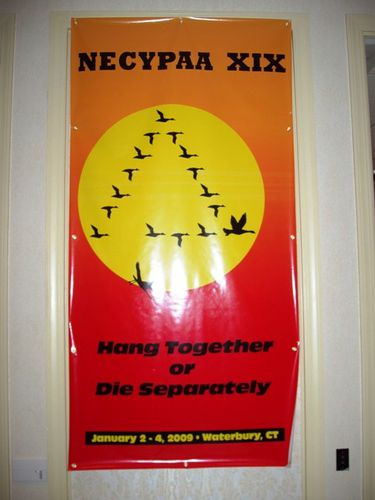 NECYPAA XIX
Hang Together
or
Die Separately
January 2 - 4, 2009 • Waterbury, CT